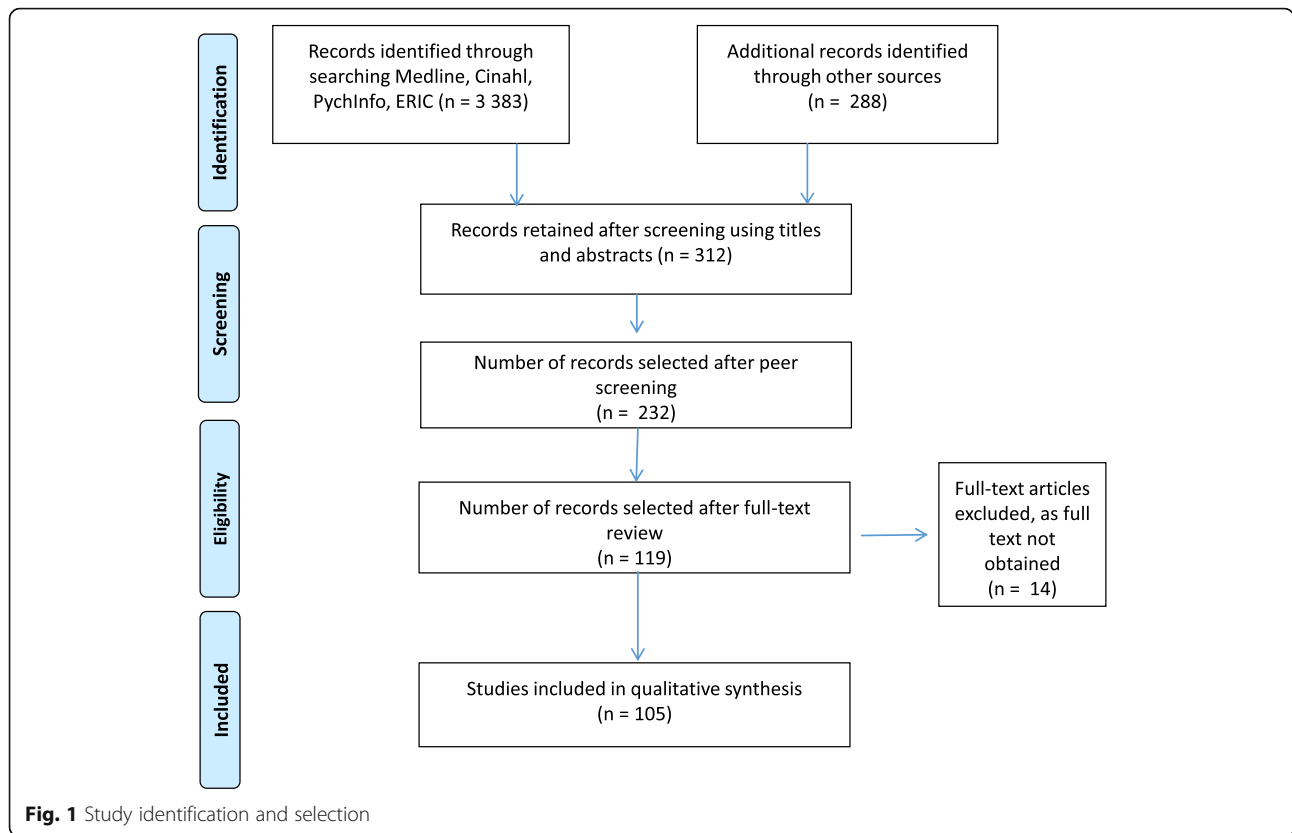 Identification
Records identified through
searching Medline, Cinahl,
PychInfo, ERIC (n = 3 383)
Additional records identified
through other sources
(n = 288)
Screening
Records retained after screening using titles
and abstracts (n = 312)
Number of records selected after peer
screening
(n = 232)
Eligibility
Number of records selected after full-text
review
(n = 119)
Full-text articles
excluded, as full
text not
obtained
(n = 14)
Included
Studies included in qualitative synthesis
(n = 105)
Fig. 1 Study identification and selection